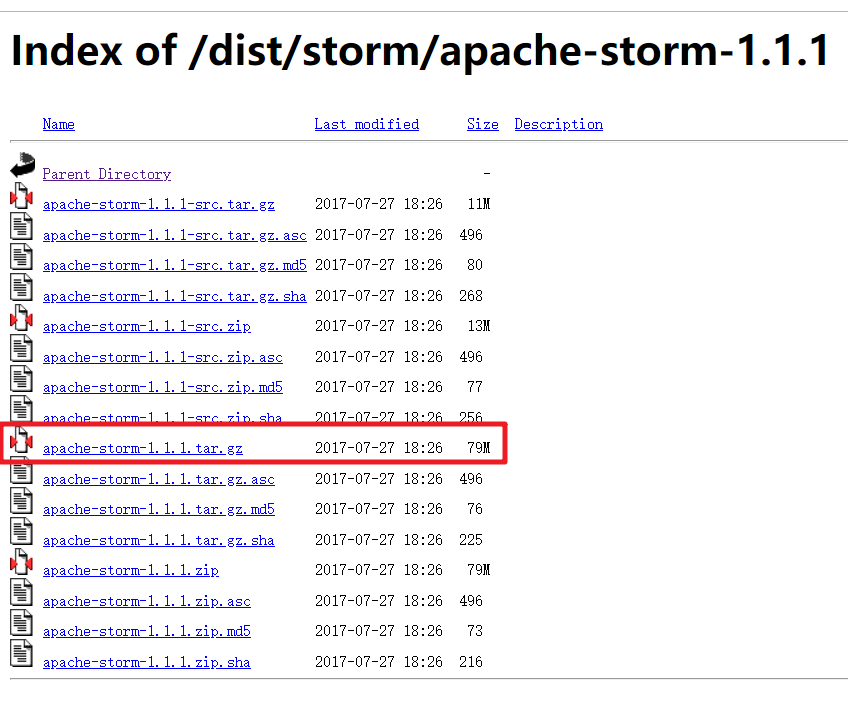 Index of /dist/storm/apache-storm-1.1.1
Name Last modified Size Description
Parent Directory -
apache-storm-1.1.1-src.tar.gz 2017-07-27 18:26 11M
apache-storm-1.1.1-src.tar.gz.asc 2017-07-27 18:26 496
apache-storm-1.1.1-src.tar.gz.md5 2017-07-27 18:26 80
apache-storm-1.1.1-src.tar.gz.sha 2017-07-27 18:26 268
apache-storm-1.1.1-src.zip 2017-07-27 18:26 13M
apache-storm-1.1.1-src.zip.asc 2017-07-27 18:26 496
apache-storm-1.1.1-src.zip.md5 2017-07-27 18:26 77
apache-storm-1.1.1-src.zip.sha 2017-07-27 18:26 256
apache-storm-1.1.1.tar.gz 2017-07-27 18:26 79M
apache-storm-1.1.1.tar.gz.asc 2017-07-27 18:26 496
apache-storm-1.1.1.tar.gz.md5 2017-07-27 18:26 76
apache-storm-1.1.1.tar.gz.sha 2017-07-27 18:26 225
apache-storm-1.1.1.zip 2017-07-27 18:26 79M
apache-storm-1.1.1.zip.asc 2017-07-27 18:26 496
apache-storm-1.1.1.zip.md5 2017-07-27 18:26 73
apache-storm-1.1.1.zip.sha 2017-07-27 18:26 216